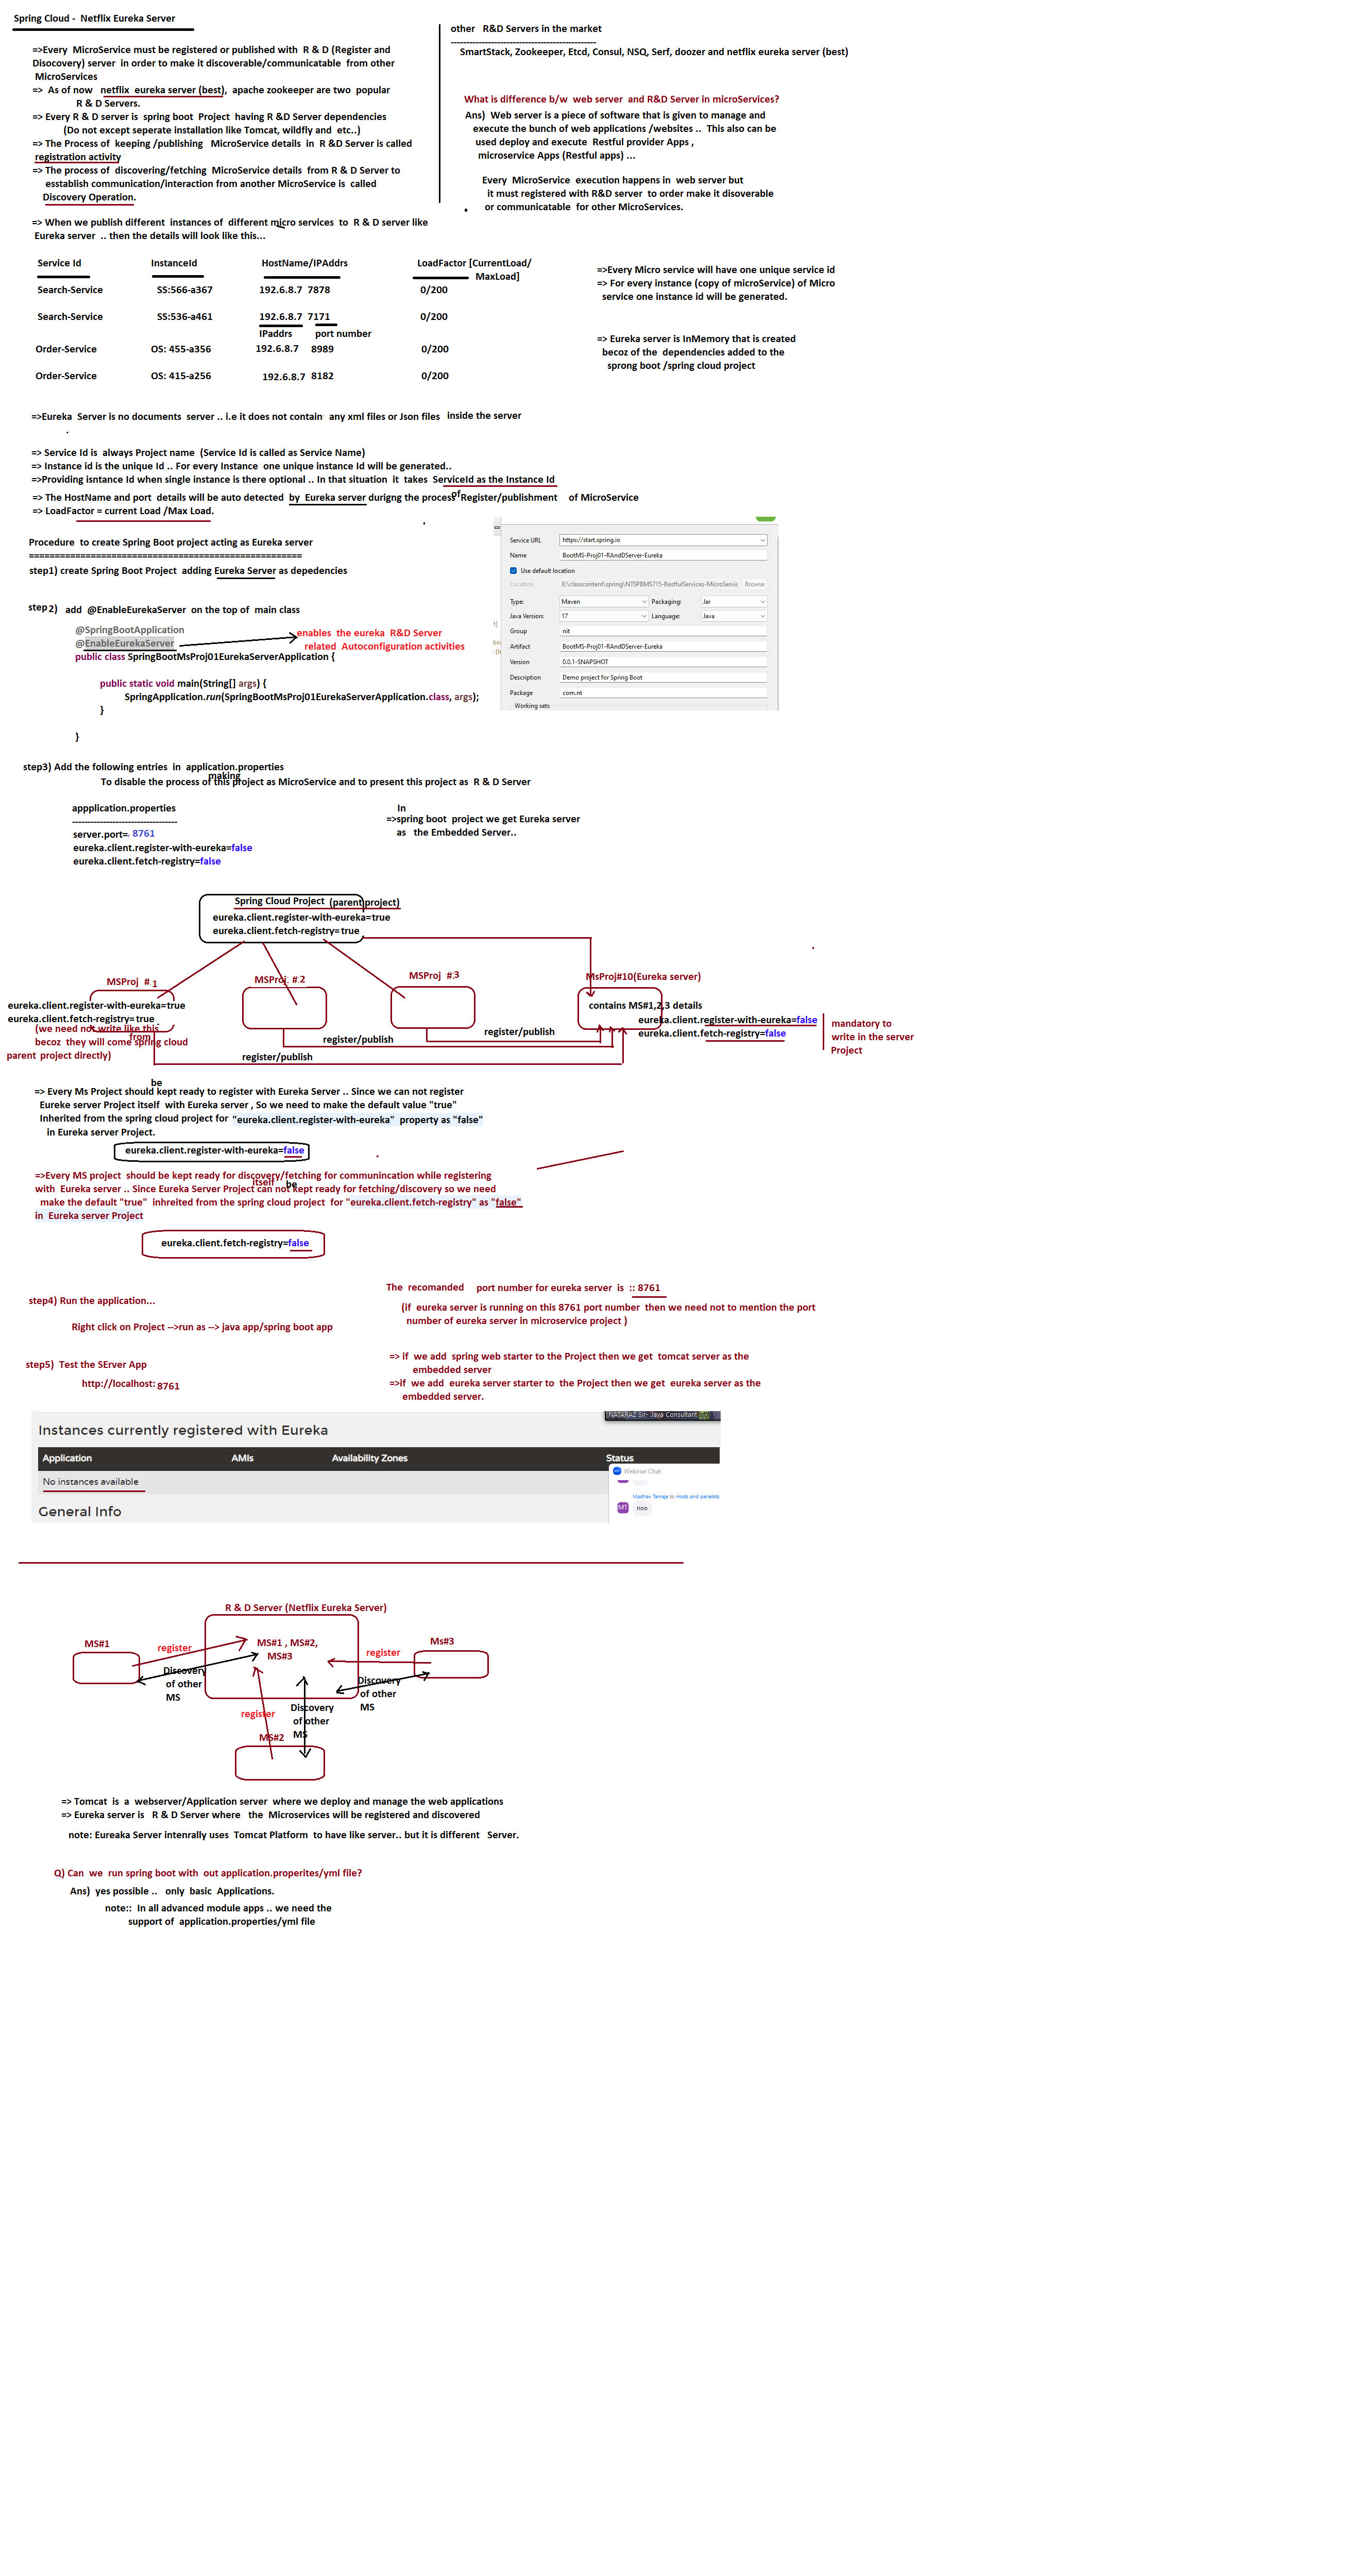 Spring Cloud - Netflix Eureka Server
=>Every MicroService must be registered or published with R & D (Register and
Disocovery) server in order to make it discoverable/communicatable from other
MicroServices
=> As of now netflix eureka server (best), apache zookeeper are two popular
R & D Servers.
=> Every R & D server is spring boot Project having R &D Server dependencies
(Do not except seperate installation like Tomcat, wildfly and etc..)
=> The Process of keeping /publishing MicroService details in R &D Server is called
registration activity
=> The process of discovering/fetching MicroService details from R & D Server to
esstablish communication/interaction from another MicroService is called
Discovery Operation.
other R&D Servers in the market
-----------------------------------------------
SmartStack, Zookeeper, Etcd, Consul, NSQ, Serf, doozer and netflix eureka server (best)
What is difference b/w web server and R&D Server in microServices?
Ans) Web server is a piece of software that is given to manage and
execute the bunch of web applications /websites .. This also can be
used deploy and execute Restful provider Apps ,
microservice Apps (Restful apps) ...
Every MicroService execution happens in web server but
it must registered with R&D server to order make it disoverable
or communicatable for other MicroServices.
=> When we publish different instances of different micro services to R & D server like
Eureka server .. then the details will look like this...
Service Id InstanceId HostName/IPAddrs LoadFactor [CurrentLoad/
MaxLoad]
Search-Service SS:566-a367 192.6.8.7 7878 0/200
Search-Service SS:536-a461 192.6.8.7 7171 0/200
IPaddrs port number
Order-Service OS: 455-a356 192.6.8.7 8989 0/200
Order-Service OS: 415-a256 192.6.8.7 8182 0/200
=>Every Micro service will have one unique service id
=> For every instance (copy of microService) of Micro
service one instance id will be generated.
=> Eureka server is InMemory that is created
becoz of the dependencies added to the
sprong boot /spring cloud project
=>Eureka Server is no documents server .. i.e it does not contain any xml files or Json files inside the server
=> Service Id is always Project name (Service Id is called as Service Name)
=> Instance id is the unique Id .. For every Instance one unique instance Id will be generated..
=>Providing isntance Id when single instance is there optional .. In that situation it takes ServiceId as the Instance Id
=> The HostName and port details will be auto detected by Eureka server durigng the process of Register/publishment of MicroService
=> LoadFactor = current Load /Max Load.
Procedure to create Spring Boot project acting as Eureka server
====================================================
step1) create Spring Boot Project adding Eureka Server as depedencies
step2) add @EnableEurekaServer on the top of main class
@SpringBootApplication
@EnableEurekaServer
public class SpringBootMsProj01EurekaServerApplication {
public static void main(String[] args) {
SpringApplication.run(SpringBootMsProj01EurekaServerApplication.class, args);
}
}
enables the eureka R&D Server
related Autoconfiguration activities
Service URL https://start.spring.io
Name BootMS-Proj01-RAndDServer-Eureka
Use default location
Location E:\classcontent\spring\NTSPBMS715-RestfulServices-MicroServic Browse
Type: Maven Packaging: Jar
Java Version: 17 Language: Java
Group nit
Artifact BootMS-Proj01-RAndDServer-Eureka
Version 0.0.1-SNAPSHOT
Description Demo project for Spring Boot
Package com.nt
Working sets
step3) Add the following entries in application.properties
To disable the process of making this project as MicroService and to present this project as R & D Server
appplication.properties
----------------------------------
server.port= 8761
eureka.client.register-with-eureka=false
eureka.client.fetch-registry=false
In
=>spring boot project we get Eureka server
as the Embedded Server..
Spring Cloud Project (parent project)
eureka.client.register-with-eureka=true
eureka.client.fetch-registry=true
MSProj # 1
MSProj #2
MSProj #3
MsProj#10(Eureka server)
eureka.client.register-with-eureka=true
eureka.client.fetch-registry=true
(we need not write like this
becoz they will come from spring cloud
parent project directly)
contains MS#1,2,3 details
eureka.client.register-with-eureka=false
eureka.client.fetch-registry=false
mandatory to
write in the server
Project
register/publish
register/publish
register/publish
be
=> Every Ms Project should kept ready to register with Eureka Server .. Since we can not register
Eureke server Project itself with Eureka server , So we need to make the default value "true"
Inherited from the spring cloud project for "eureka.client.register-with-eureka" property as "false"
in Eureka server Project.
eureka.client.register-with-eureka=false
=>Every MS project should be kept ready for discovery/fetching for communincation while registering
itself be
with Eureka server .. Since Eureka Server Project can not kept ready for fetching/discovery so we need
make the default "true" inhreited from the spring cloud project for "eureka.client.fetch-registry" as "false"
in Eureka server Project
eureka.client.fetch-registry=false
step4) Run the application...
Right click on Project -->run as --> java app/spring boot app
step5) Test the SErver App
http://localhost:8761
The recomanded port number for eureka server is :: 8761
(if eureka server is running on this 8761 port number then we need not to mention the port
number of eureka server in microservice project )
=> if we add spring web starter to the Project then we get tomcat server as the
embedded server
=>if we add eureka server starter to the Project then we get eureka server as the
embedded server.
NATARAZ Sir- Java Consultant
Instances currently registered with Eureka
Application AMIs Availability Zones Status
No instances available
General Info
Webinar Chat
to Hosts and panelists
MT noo
R & D Server (Netflix Eureka Server)
MS#1
register
MS#1 , MS#2,
MS#3
register
Ms#3
Discovery
of other
MS
Discovery
of other
MS
register
Discovery
of other
MS
MS#2
=> Tomcat is a webserver/Application server where we deploy and manage the web applications
=> Eureka server is R & D Server where the Microservices will be registered and discovered
note: Eureaka Server intenrally uses Tomcat Platform to have like server.. but it is different Server.
Q) Can we run spring boot with out application.properites/yml file?
Ans) yes possible .. only basic Applications.
note:: In all advanced module apps .. we need the
support of application.properties/yml file